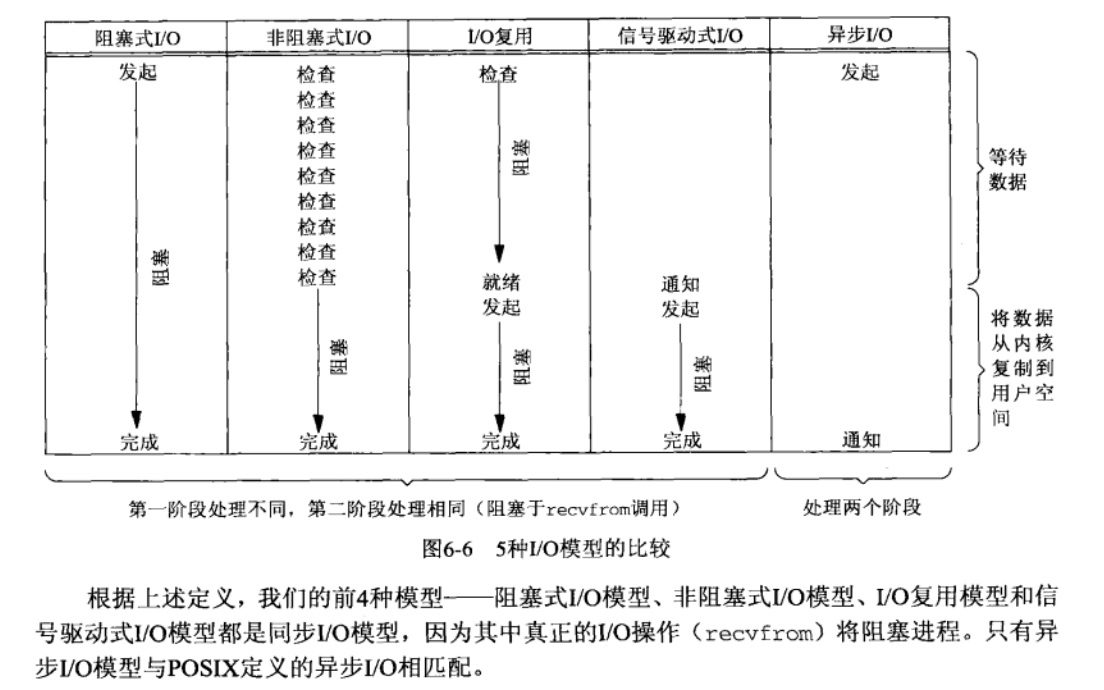 阻塞式I/O 非阻塞式I/O I/O复用 信号驱动式I/O 异步I/O
发起 检查 检查 发起
检查
检查
检查
检查
检查
检查
检查
检查
阻塞
阻塞
等待
数据
就绪 通知
发起 发起
阻塞
阻塞
阻塞
将数据
从内核
复制到
用户空
间
完成 完成 完成 完成 通知
第一阶段处理不同，第二阶段处理相同（阻塞于recvfrom调用） 处理两个阶段
图6-6 5种I/O模型的比较
根据上述定义，我们的前4种模型——阻塞式I/O模型、非阻塞式I/O模型、I/O复用模型和信
号驱动式I/O模型都是同步I/O模型，因为其中真正的I/O操作（recvfrom）将阻塞进程。只有异
步I/O模型与POSIX定义的异步I/O相匹配。